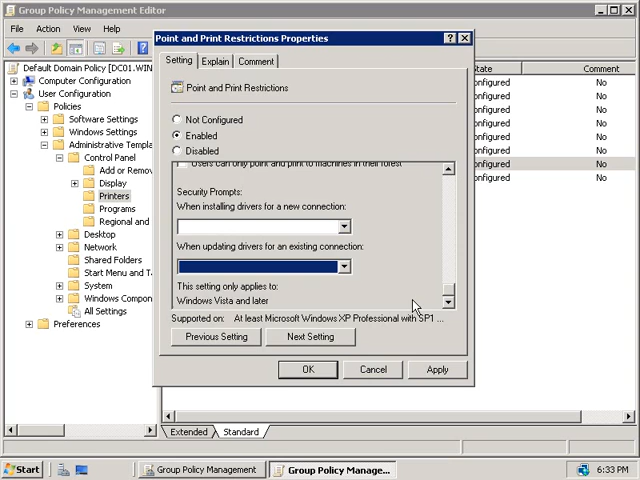 Group Policy Management Editor
File Action View Help
Default Domain Policy [DC01.WIN
Computer Configuration
User Configuration
Policies
Software Settings
Windows Settings
Administrative Templa
Control Panel
Add or Remov
Display
Printers
Programs
Regional and
Desktop
Network
Shared Folders
Start Menu and T
System
Windows Compon
All Settings
Preferences
Point and Print Restrictions Properties
Setting Explain Comment
Point and Print Restrictions
Not Configured
Enabled
Disabled
Users can only point and print to machines in their forest
Security Prompts:
When installing drivers for a new connection:
When updating drivers for an existing connection:
This setting only applies to:
Windows Vista and later
Supported on: At least Microsoft Windows XP Professional with SP1 ...
Previous Setting Next Setting
OK Cancel Apply
State Comment
onfigured No
onfigured No
onfigured No
onfigured No
onfigured No
onfigured No
onfigured No
onfigured No
Extended Standard
Start Group Policy Management Group Policy Manage... 6:33 PM